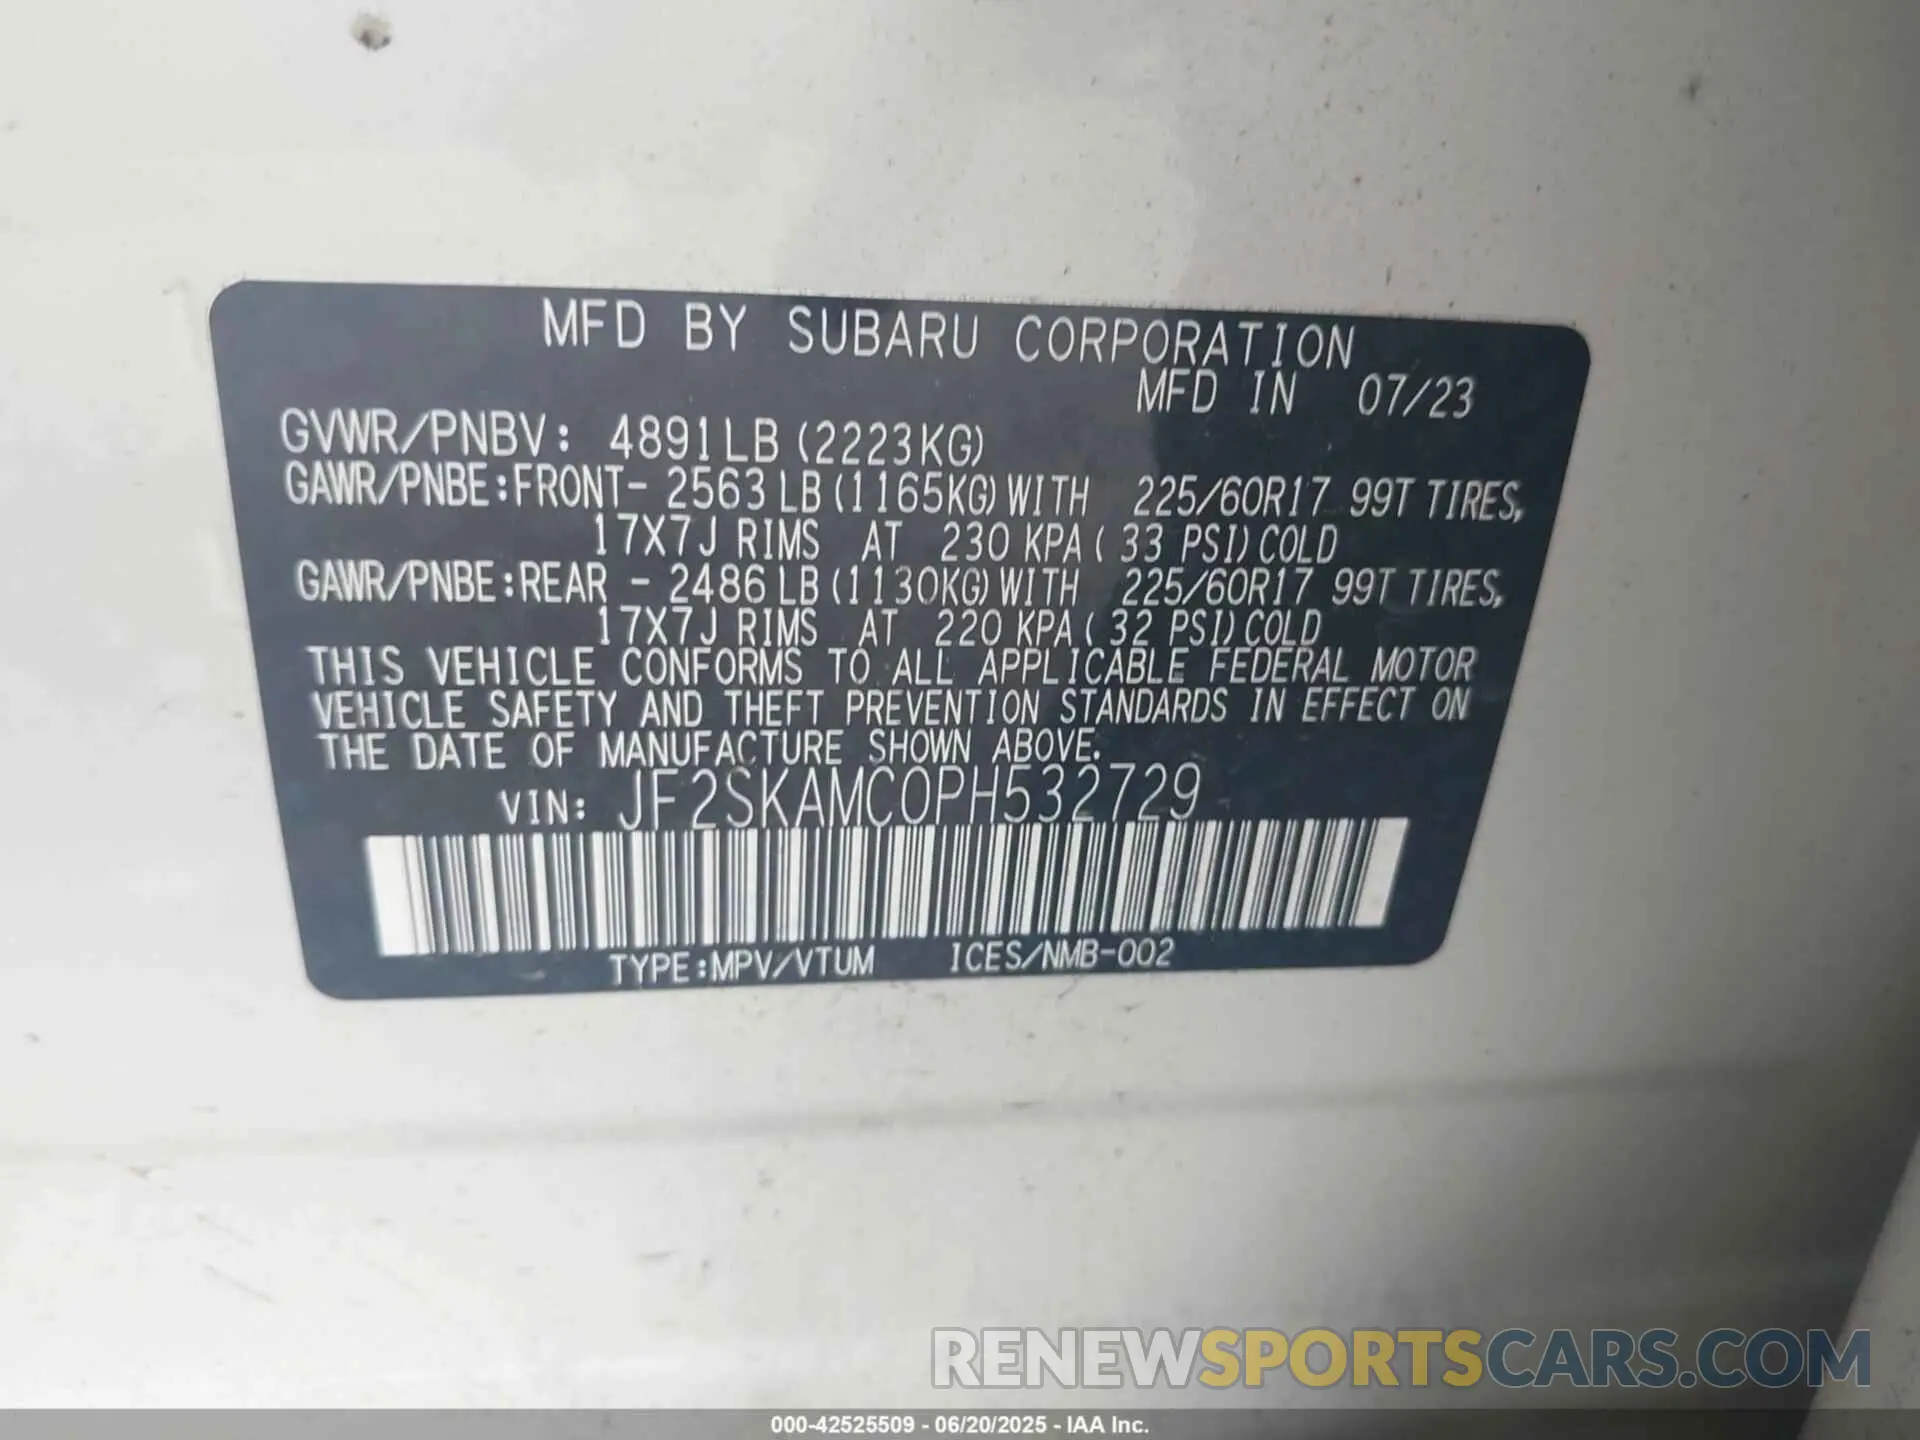 MFD BY SUBARU CORPORATION
MFD IN 07/23
GVWR/PNBV: 4891LB (2223KG)
GAWR/PNBE:FRONT- 2563LB (1165KG) WITH 225/60R17 99T TIRES,
17X7J RIMS AT 230 KPA ( 33 PSI) COLD
GAWR/PNBE:REAR - 2486LB (1130KG) WITH 225/60R17 99T TIRES,
17X7J RIMS AT 220 KPA ( 32 PSI) COLD
THIS VEHICLE CONFORMS TO ALL APPLICABLE FEDERAL MOTOR
VEHICLE SAFETY AND THEFT PREVENTION STANDARDS IN EFFECT ON
THE DATE OF MANUFACTURE SHOWN ABOVE.
VIN: JF2SKAMC0PH532729
TYPE:MPV/VTUM ICES/NMB-002
RENEWSPORTSCARS.COM
000-42525509 - 06/20/2025 - IAA Inc.